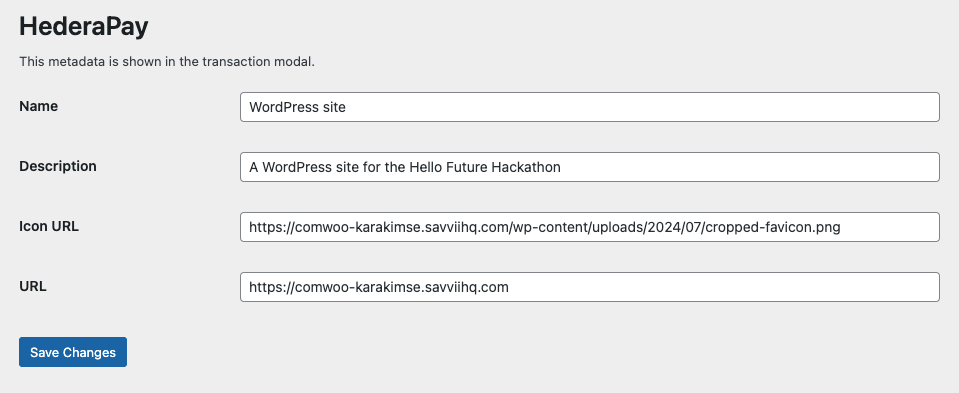 HederaPay
This metadata is shown in the transaction modal.
Name
WordPress site
Description
A WordPress site for the Hello Future Hackathon
Icon URL
https://comwoo-karakimse.savviihq.com/wp-content/uploads/2024/07/cropped-favicon.png
URL
https://comwoo-karakimse.savviihq.com
Save Changes